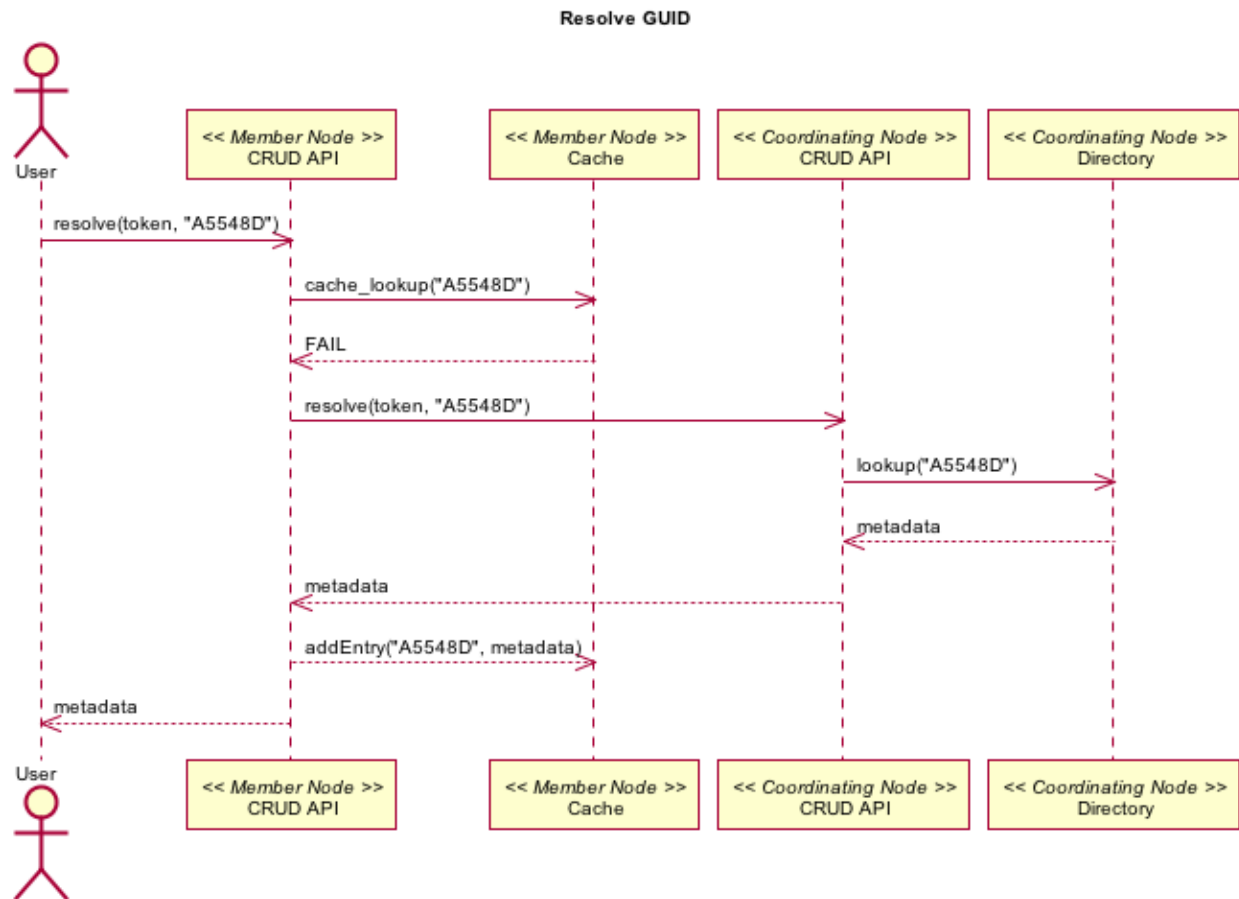 Resolve GUID
User
<< Member Node >>
CRUD API
<< Member Node >>
Cache
<< Coordinating Node >>
CRUD API
<< Coordinating Node >>
Directory
resolve(token, "A5548D")
cache_lookup("A5548D")
FAIL
resolve(token, "A5548D")
lookup("A5548D")
metadata
metadata
addEntry("A5548D", metadata)
metadata
User
<< Member Node >>
CRUD API
<< Member Node >>
Cache
<< Coordinating Node >>
CRUD API
<< Coordinating Node >>
Directory